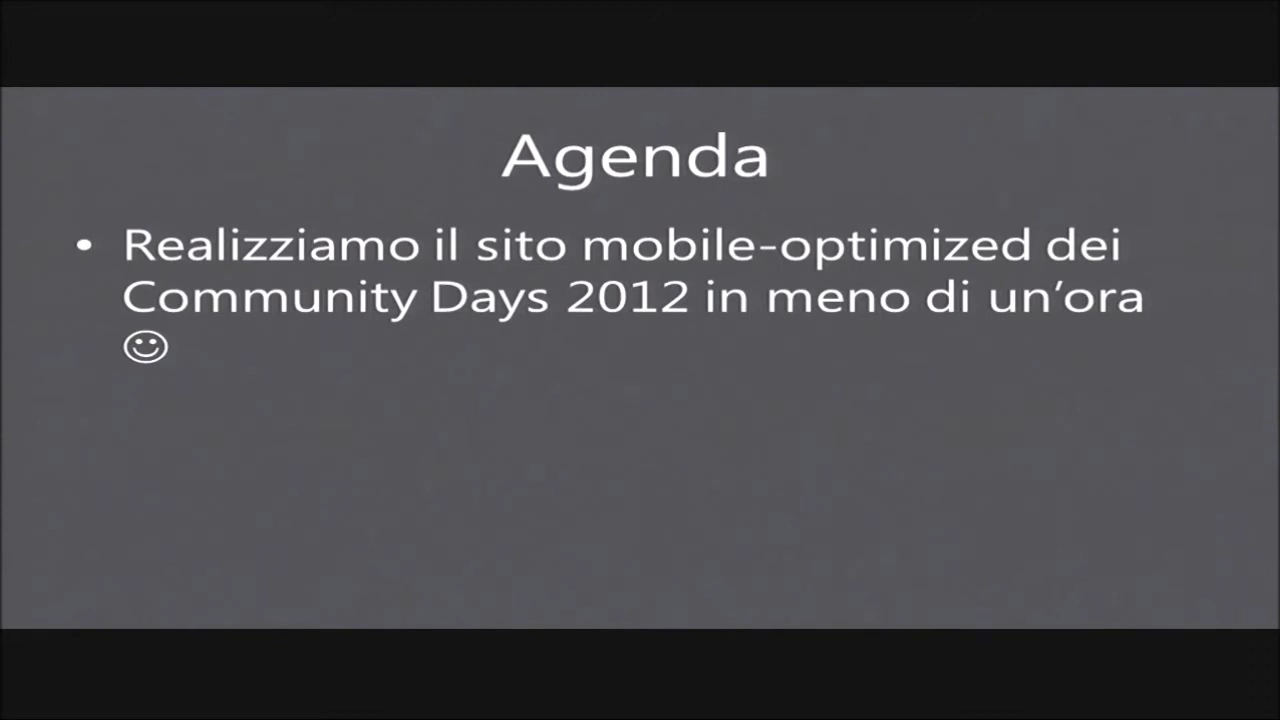 Agenda
• Realizziamo il sito mobile-optimized dei
Community Days 2012 in meno di un’ora
☺